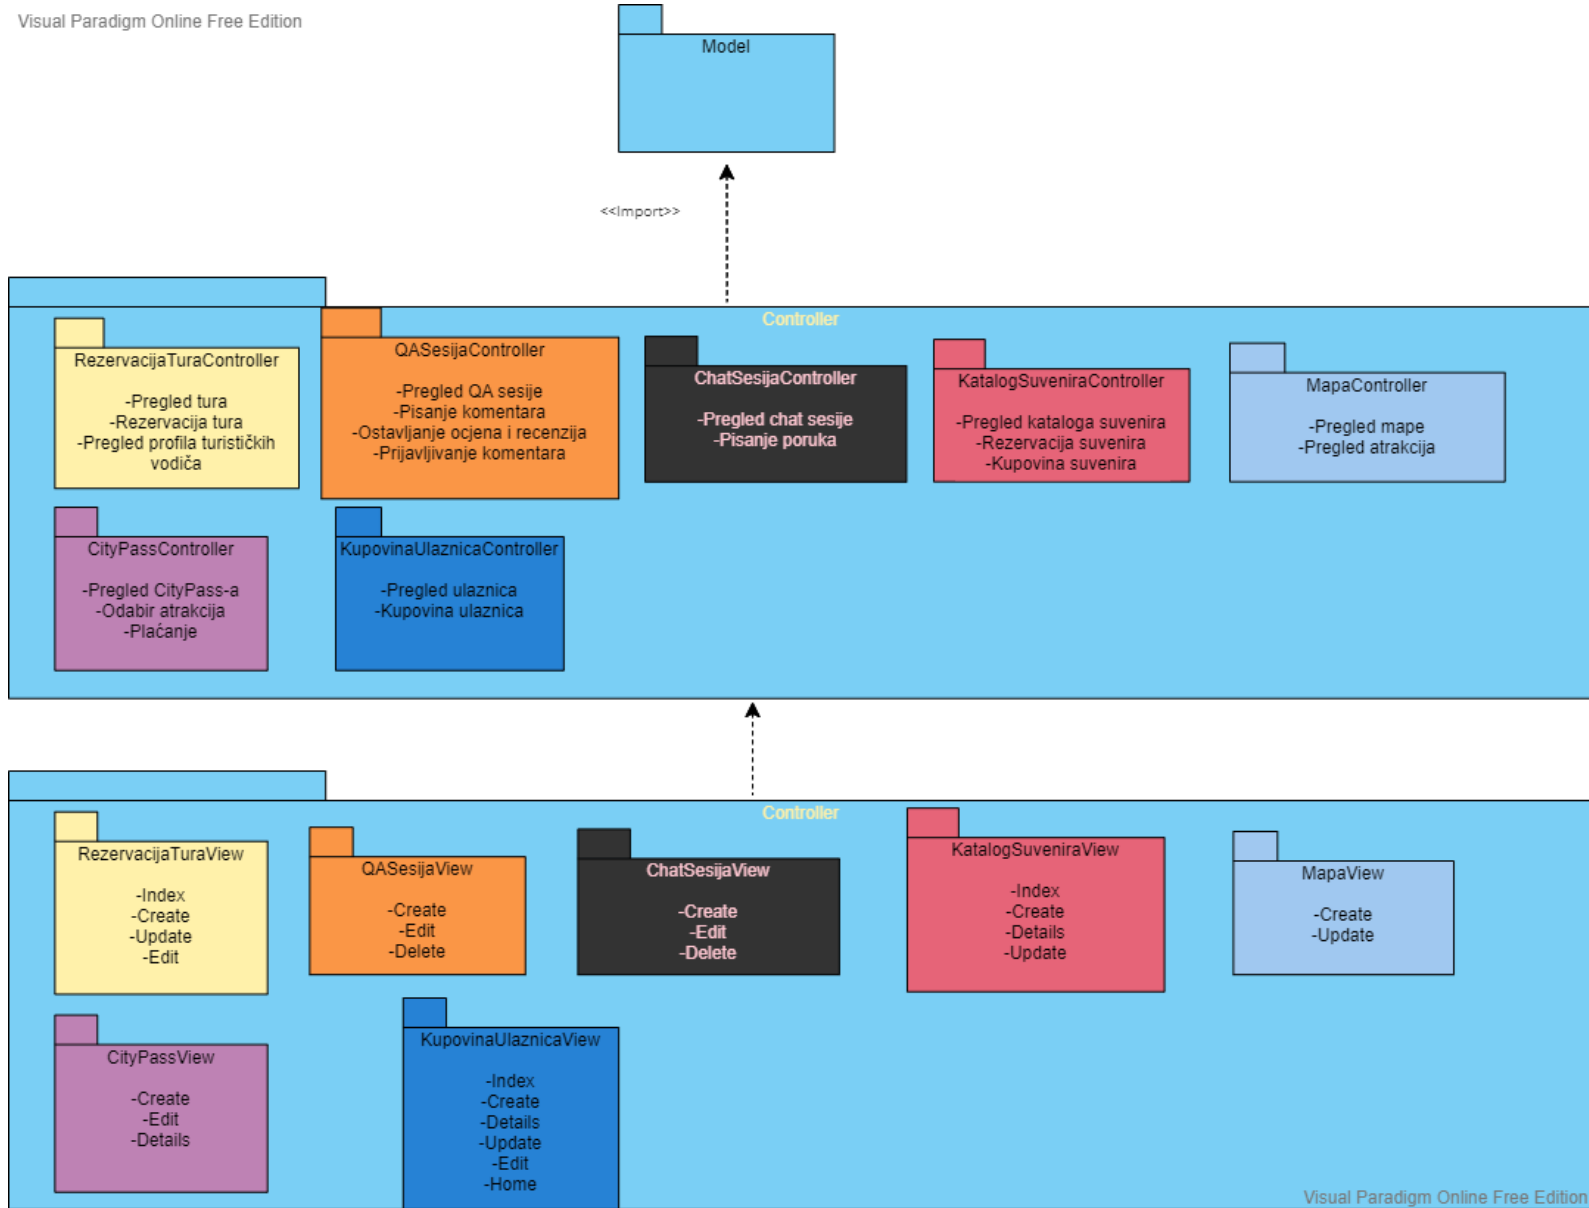 Visual Paradigm Online Free Edition
Model
<<Import>>
Controller
RezervacijaTuraController
-Pregled tura
-Rezervacija tura
-Pregled profila turističkih
vodiča
QASesijaController
-Pregled QA sesije
-Pisanje komentara
-Ostavljanje ocjena i recenzija
-Prijavljivanje komentara
ChatSesijaController
-Pregled chat sesije
-Pisanje poruka
KatalogSuveniraController
-Pregled kataloga suvenira
-Rezervacija suvenira
-Kupovina suvenira
MapaController
-Pregled mape
-Pregled atrakcija
CityPassController
-Pregled CityPass-a
-Odabir atrakcija
-Plaćanje
KupovinaUlaznicaController
-Pregled ulaznica
-Kupovina ulaznica
Controller
RezervacijaTuraView
-Index
-Create
-Update
-Edit
QASesijaView
-Create
-Edit
-Delete
ChatSesijaView
-Create
-Edit
-Delete
KatalogSuveniraView
-Index
-Create
-Details
-Update
MapaView
-Create
-Update
CityPassView
-Create
-Edit
-Details
KupovinaUlaznicaView
-Index
-Create
-Details
-Update
-Edit
-Home
Visual Paradigm Online Free Edition